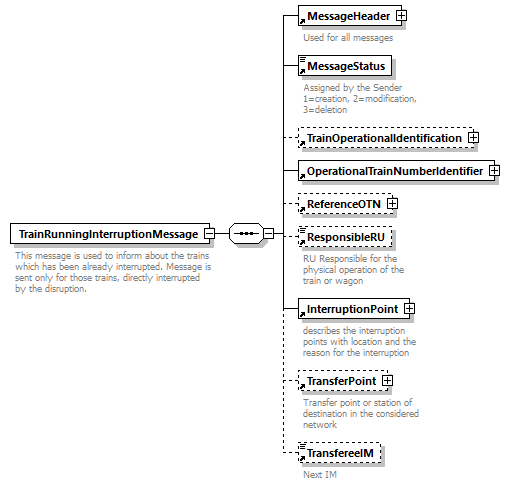 MessageHeader
Used for all messages
MessageStatus
Assigned by the Sender
1=creation, 2=modification,
3=deletion
TrainOperationalIdentification
OperationalTrainNumberIdentifier
ReferenceOTN
TrainRunningInterruptionMessage
This message is used to inform about the trains
which has been already interrupted. Message is
sent only for those trains, directly interrupted
by the disruption.
ResponsibleRU
RU Responsible for the
physical operation of the
train or wagon
InterruptionPoint
describes the interruption
points with location and the
reason for the interruption
TransferPoint
Transfer point or station of
destination in the considered
network
TransfereeIM
Next IM